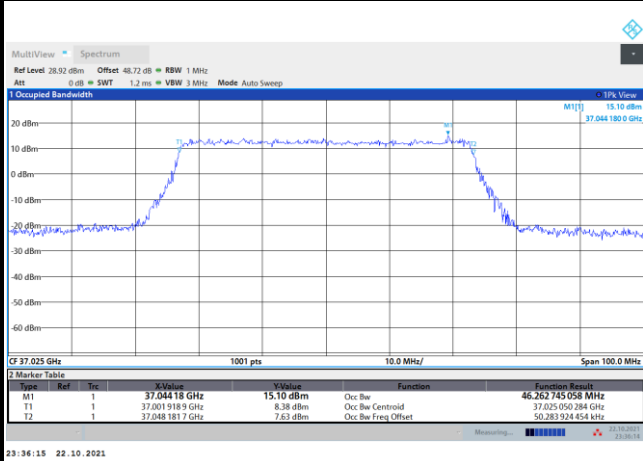 MultiView Spectrum
Ref Level 28.92 dBm Offset 48.72 dB RBW 1 MHz
Att 0 dB SWT 1.2 ms VBW 3 MHz Mode Auto Sweep
1 Occupied Bandwidth 1Pk View
M1[1] 15.10 dBm
37.044 180 0 GHz
20 dBm
M1
T1
T2
10 dBm
0 dBm
-10 dBm
-20 dBm
-30 dBm
-40 dBm
-50 dBm
-60 dBm
CF 37.025 GHz 1001 pts 10.0 MHz/ Span 100.0 MHz
2 Marker Table
Type Ref Trc X-Value Y-Value Function Function Result
M1 1 37.044 18 GHz 15.10 dBm Occ Bw 46.262 745 058 MHz
T1 1 37.001 918 9 GHz 8.38 dBm Occ Bw Centroid 37.025 050 284 GHz
T2 1 37.048 181 7 GHz 7.63 dBm Occ Bw Freq Offset 50.283 924 454 kHz
Measuring... 22.10.2021
23:36:14
23:36:15 22.10.2021